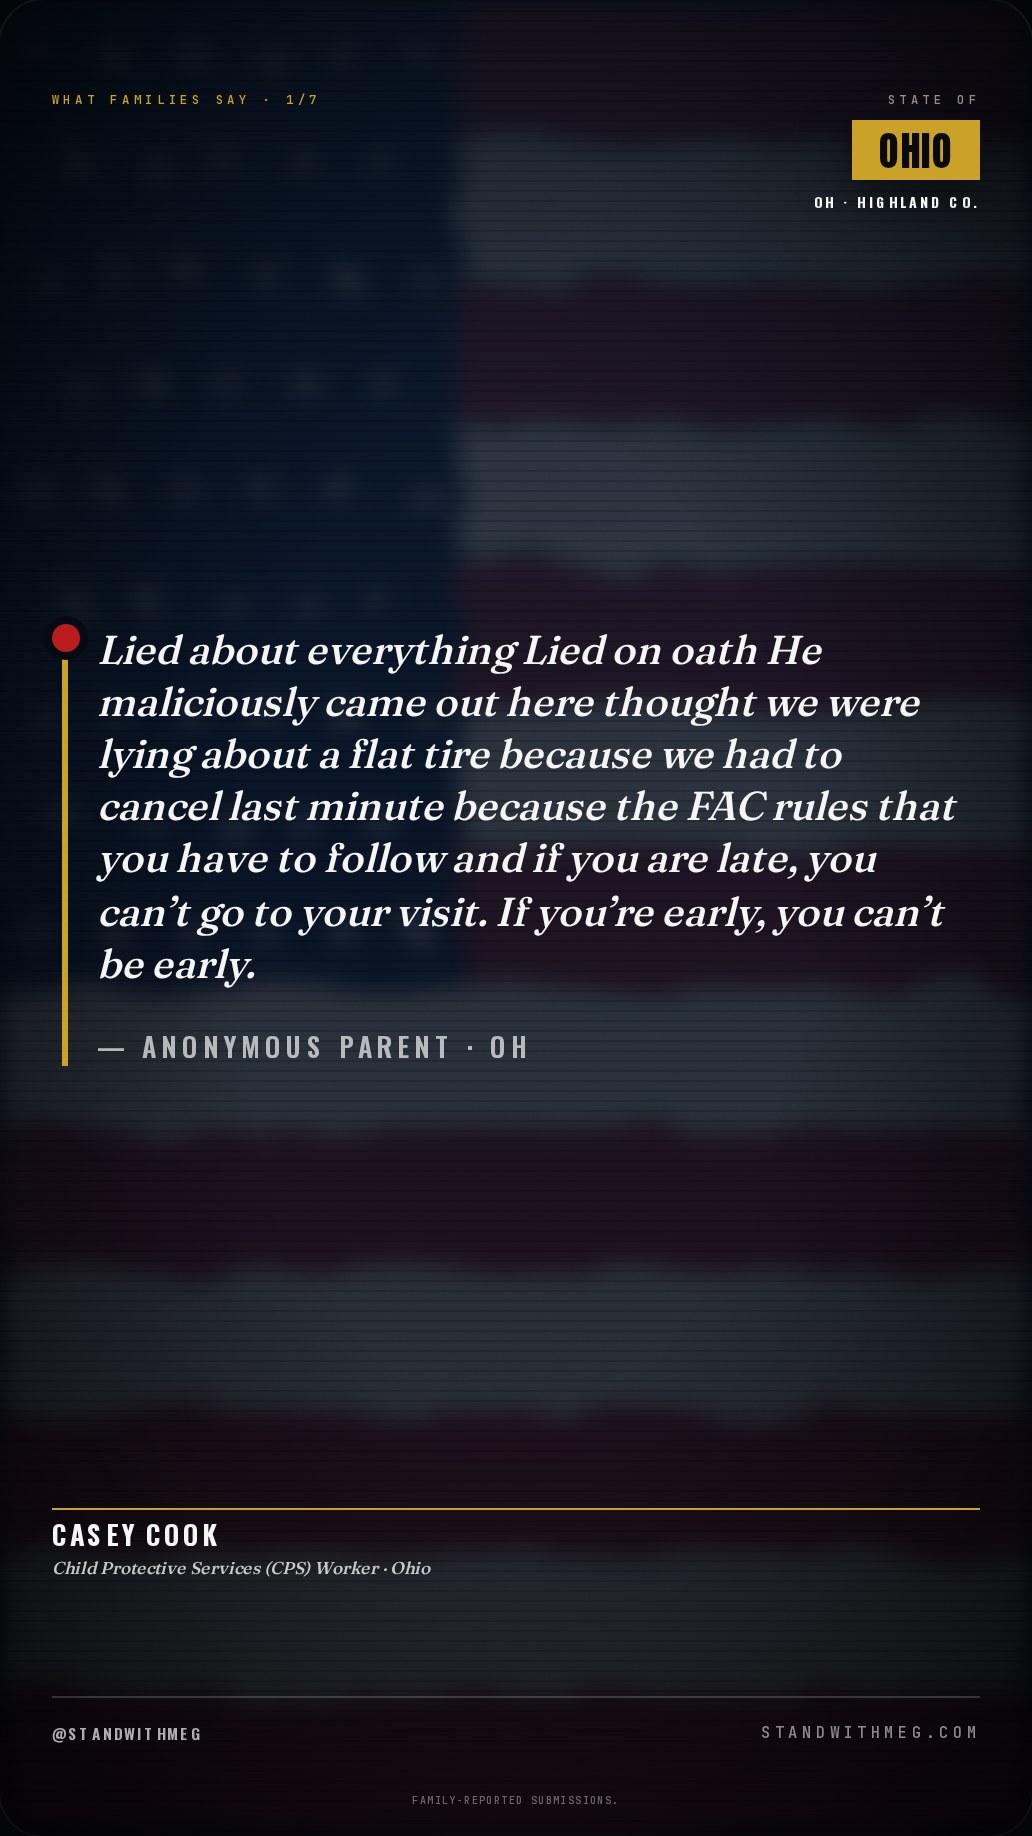 WHAT FAMILIES SAY · 1/7
STATE OF
OHIO
OH · HIGHLAND CO.
Lied about everything Lied on oath He
maliciously came out here thought we were
lying about a flat tire because we had to
cancel last minute because the FAC rules that
you have to follow and if you are late, you
can’t go to your visit. If you’re early, you can’t
be early.
— ANONYMOUS PARENT · OH
CASEY COOK
Child Protective Services (CPS) Worker · Ohio
@STANDWITHMEG
STANDWITHMEG.COM
FAMILY-REPORTED SUBMISSIONS.